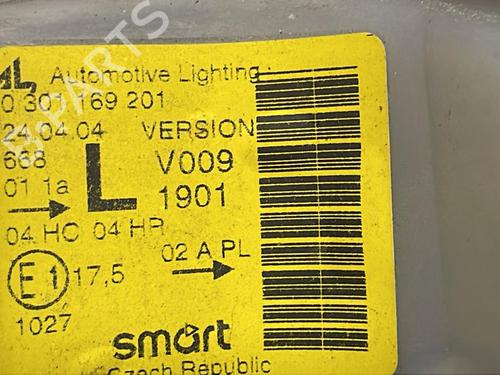 AL Automotive Lighting
0 301 169 201
24.04.04 VERSION
668 V009
01 1a L 1901
04 HC 04 HR
02 A PL
E1 17,5
1027
smart
Czech Republic
B-PARTS